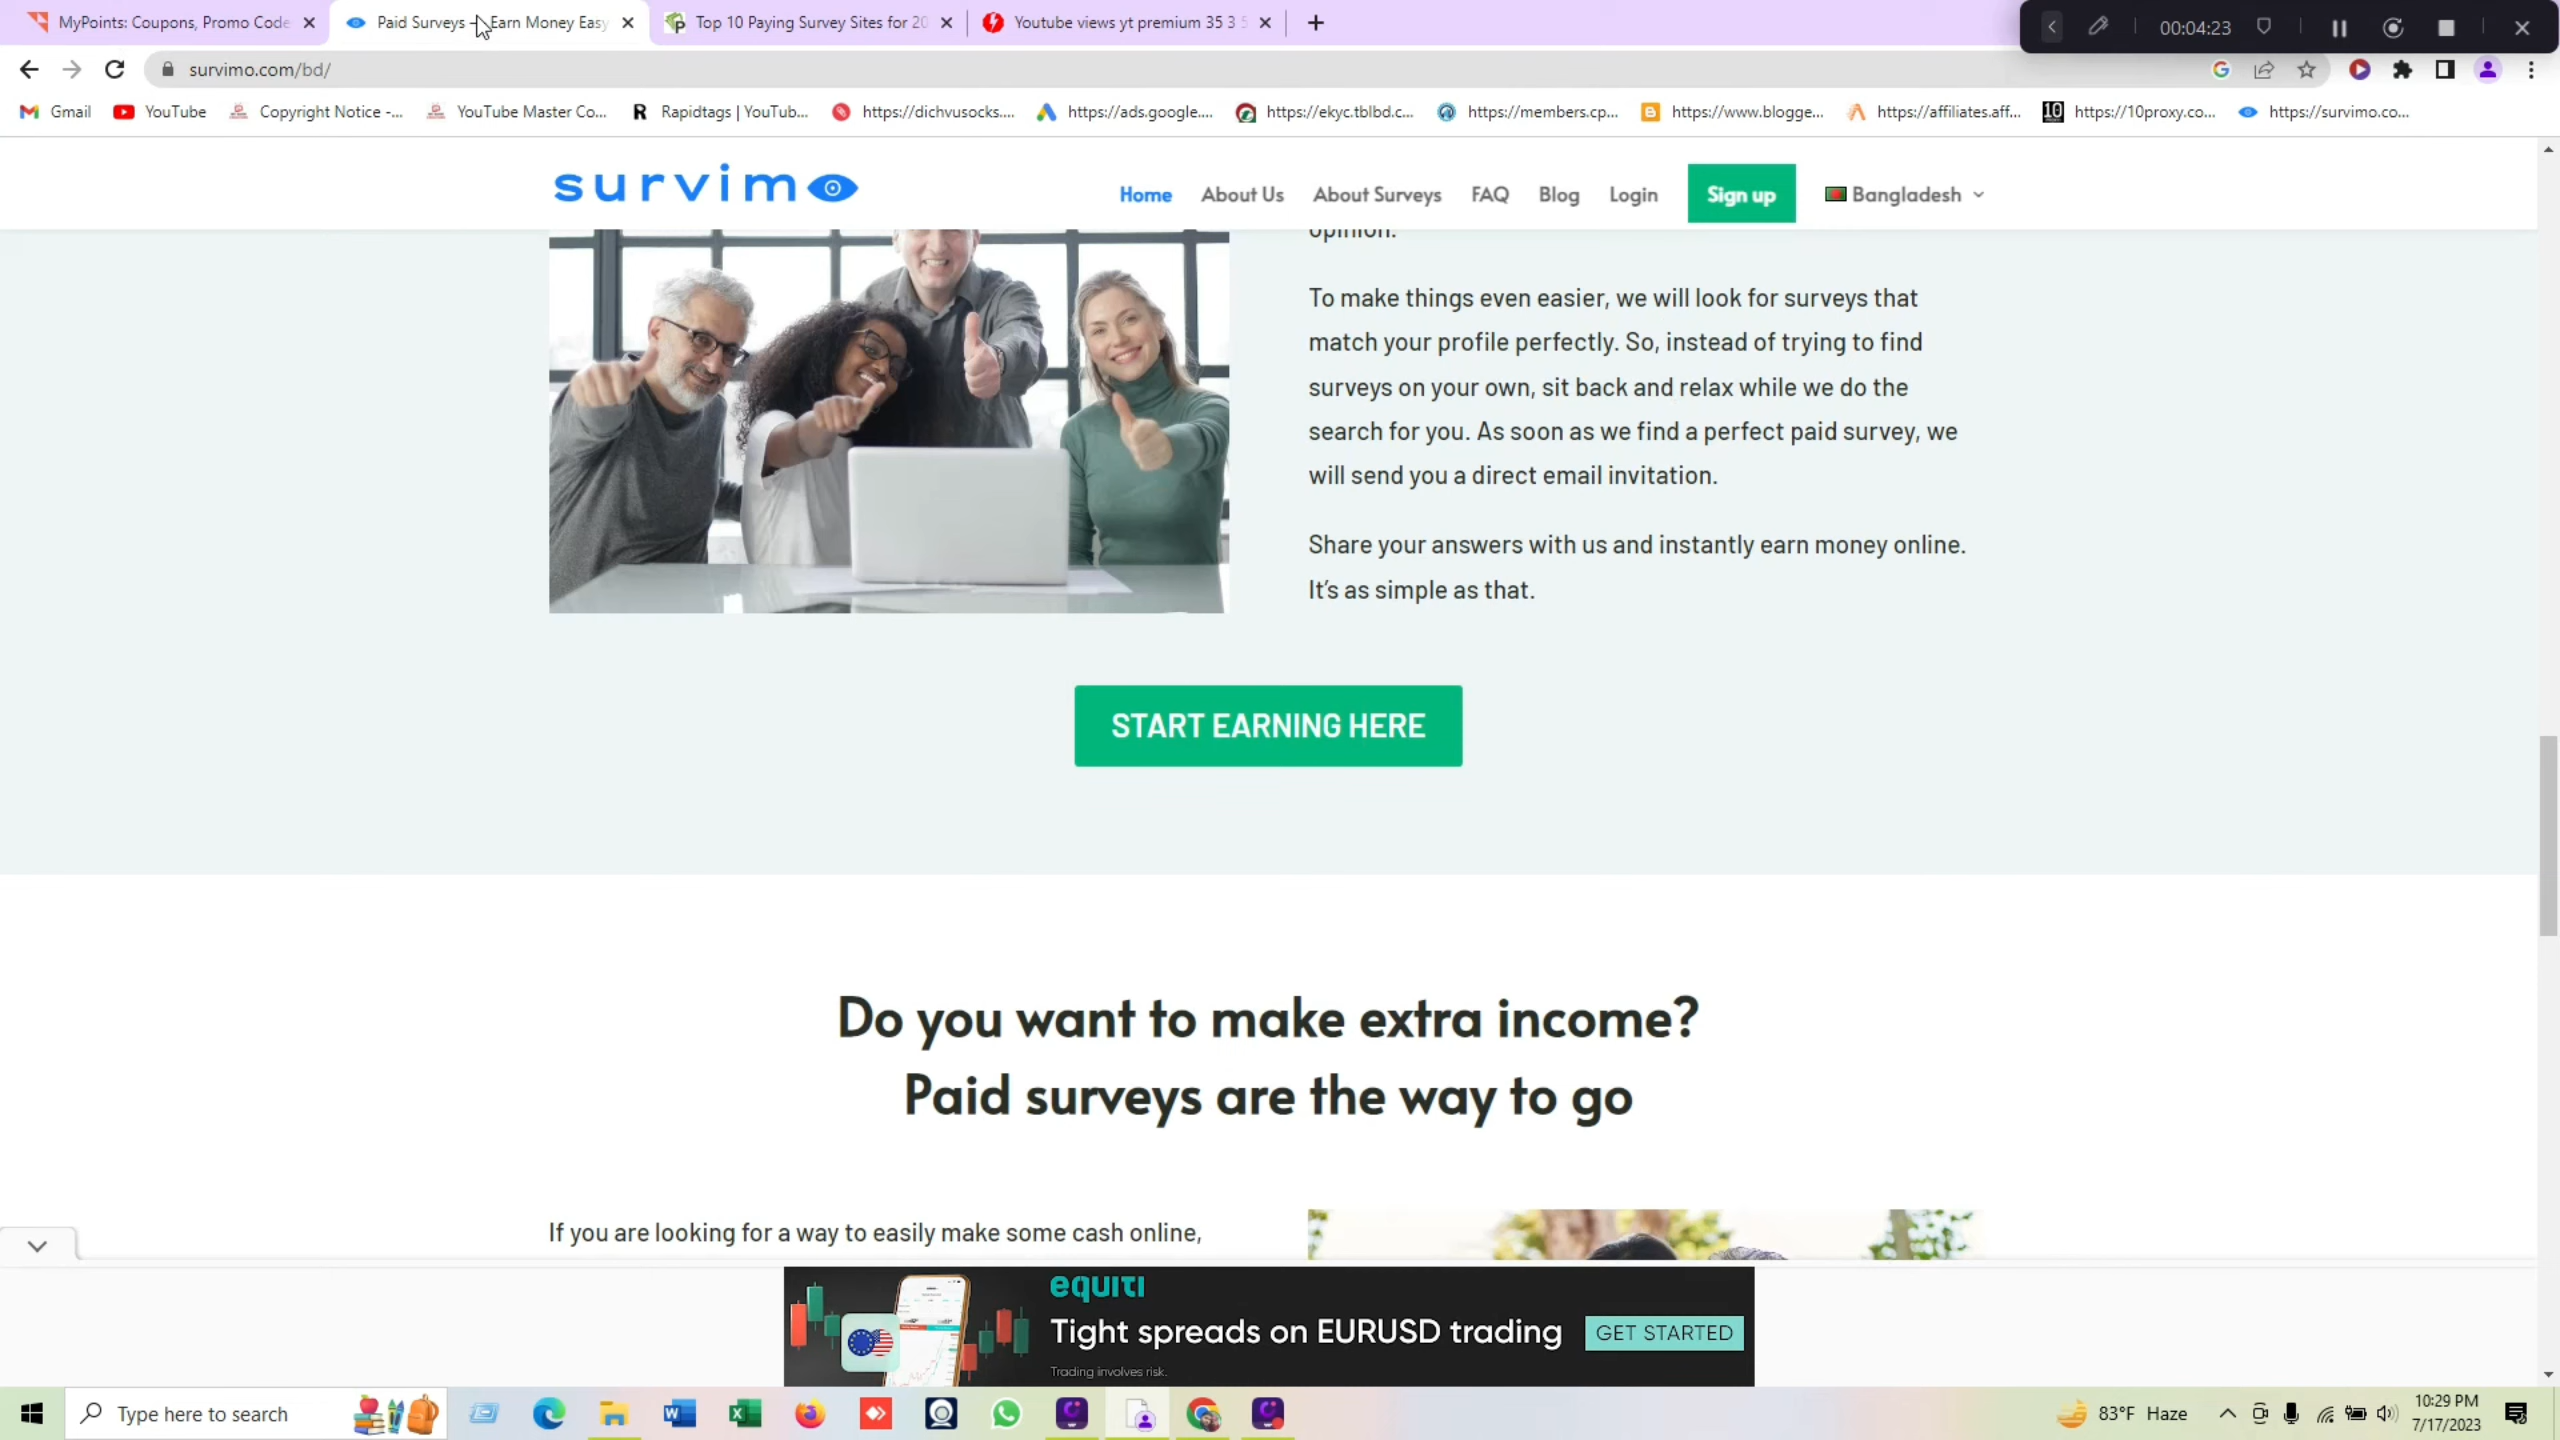 MyPoints: Coupons, Promo Code
Paid Surveys - Earn Money Easy
Top 10 Paying Survey Sites for 20
Youtube views yt premium 35 3 5
00:04:23
survimo.com/bd/
Gmail
YouTube
Copyright Notice -...
YouTube Master Co...
Rapidtags | YouTub...
https://dichvusocks....
https://ads.google....
https://ekyc.tblbd.c...
https://members.cp...
https://www.blogge...
https://affiliates.aff...
https://10proxy.co...
https://survimo.co...
survimo
Home
About Us
About Surveys
FAQ
Blog
Login
Sign up
Bangladesh
opinion.
To make things even easier, we will look for surveys that
match your profile perfectly. So, instead of trying to find
surveys on your own, sit back and relax while we do the
search for you. As soon as we find a perfect paid survey, we
will send you a direct email invitation.
Share your answers with us and instantly earn money online.
It's as simple as that.
START EARNING HERE
Do you want to make extra income?
Paid surveys are the way to go
If you are looking for a way to easily make some cash online,
equiti
Tight spreads on EURUSD trading
GET STARTED
Trading involves risk.
Type here to search
83°F Haze
10:29 PM
7/17/2023